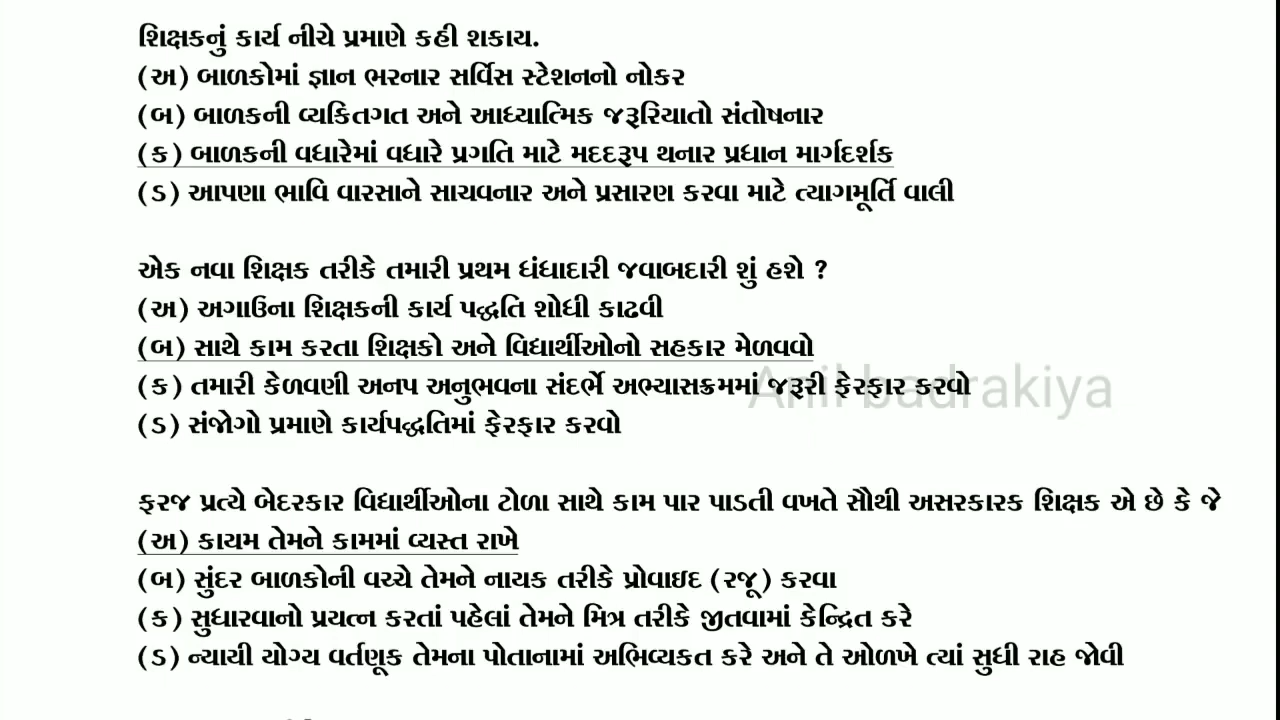 શિક્ષકનું કાર્ય નીચે પ્રમાણે કહી શકાય.
(અ) બાળકોમાં જ્ઞાન ભરનાર સર્વિસ સ્ટેશનનો નોકર
(બ) બાળકની વ્યકિતગત અને આધ્યાત્મિક જરૂરિયાતો સંતોષનાર
(ક) બાળકની વધારેમાં વધારે પ્રગતિ માટે મદદરૂપ થનાર પ્રધાન માર્ગદર્શક
(ડ) આપણા ભાવિ વારસાને સાચવનાર અને પ્રસારણ કરવા માટે ત્યાગમૂર્તિ વાલી
એક નવા શિક્ષક તરીકે તમારી પ્રથમ ધંધાદારી જવાબદારી શું હશે ?
(અ) અગાઉના શિક્ષકની કાર્ય પદ્ધતિ શોધી કાઢવી
(બ) સાથે કામ કરતા શિક્ષકો અને વિદ્યાર્થીઓનો સહકાર મેળવવો
(ક) તમારી કેળવણી અનપ અનુભવના સંદર્ભે અભ્યાસક્રમમાં જરૂરી ફેરફાર કરવો
Anil badrakiya
(ડ) સંજોગો પ્રમાણે કાર્યપદ્ધતિમાં ફેરફાર કરવો
ફરજ પ્રત્યે બેદરકાર વિદ્યાર્થીઓના ટોળા સાથે કામ પાર પાડતી વખતે સૌથી અસરકારક શિક્ષક એ છે કે જે
(અ) કાયમ તેમને કામમાં વ્યસ્ત રાખે
(બ) સુંદર બાળકોની વચ્ચે તેમને નાયક તરીકે પ્રોવાઇદ (રજૂ) કરવા
(ક) સુધારવાનો પ્રયત્ન કરતાં પહેલાં તેમને મિત્ર તરીકે જીતવામાં કેન્દ્રિત કરે
(ડ) ન્યાયી યોગ્ય વર્તણૂક તેમના પોતાનામાં અભિવ્યકત કરે અને તે ઓળખે ત્યાં સુધી રાહ જોવી